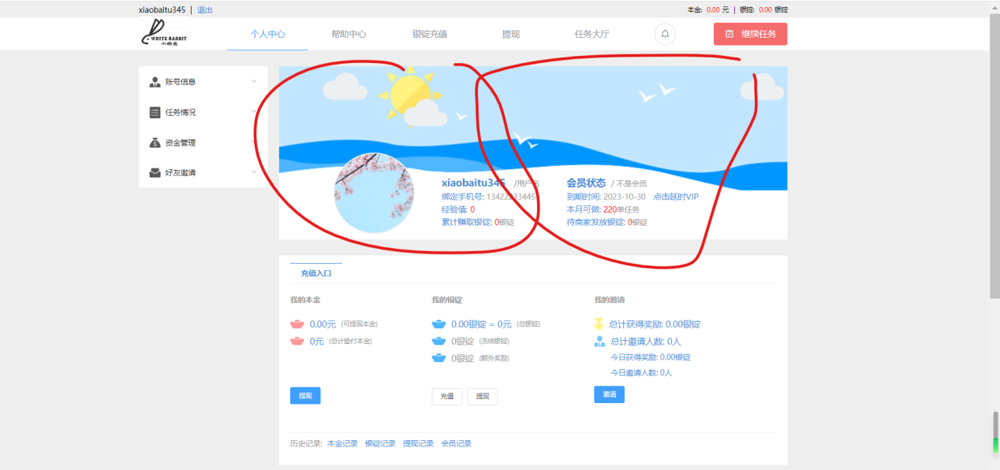 xiaobaitu345 | 退出
本金: 0.00 元 | 银锭: 0.00 银锭
WHITE RABBIT
小白兔
个人中心 帮助中心 银锭充值 提现 任务大厅 继续任务
账号信息
任务情况
资金管理
好友邀请
xiaobaitu345 /用户名
绑定手机号: 13422233445
经验值: 0
累计赚取银锭: 0银锭
会员状态 / 不是会员
到期时间: 2023-10-30 点击延时VIP
本月可做: 220单任务
待商家发放银锭: 0银锭
充值入口
我的本金
0.00元 (可提现本金)
0元 (总计垫付本金)
提现
我的银锭
0.00银锭 = 0元 (总银锭)
0银锭 (冻结银锭)
0银锭 (额外奖励)
充值 提现
我的邀请
总计获得奖励: 0.00银锭
总计邀请人数: 0人
今日获得奖励: 0.00银锭
今日邀请人数: 0人
邀请
历史记录: 本金记录 银锭记录 提现记录 会员记录